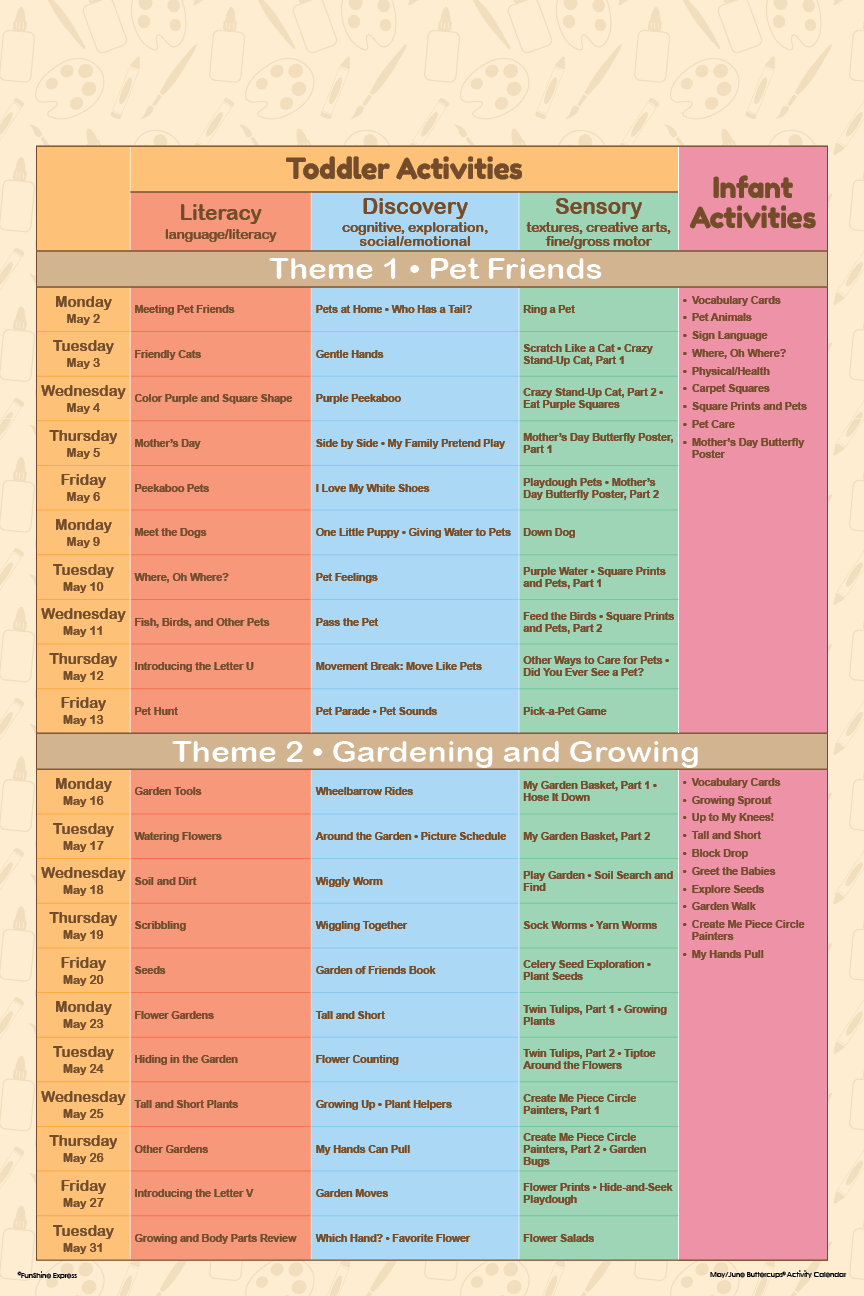 Toddler Activities
Infant
Activities
Literacy
language/literacy
Discovery
cognitive, exploration,
social/emotional
Sensory
textures, creative arts,
fine/gross motor
Theme 1 • Pet Friends
Monday
May 2
Meeting Pet Friends
Pets at Home • Who Has a Tail?
Ring a Pet
Tuesday
May 3
Friendly Cats
Gentle Hands
Scratch Like a Cat • Crazy
Stand-Up Cat, Part 1
Wednesday
May 4
Color Purple and Square Shape
Purple Peekaboo
Crazy Stand-Up Cat, Part 2 •
Eat Purple Squares
Thursday
May 5
Mother's Day
Side by Side • My Family Pretend Play
Mother's Day Butterfly Poster,
Part 1
Friday
May 6
Peekaboo Pets
I Love My White Shoes
Playdough Pets • Mother's
Day Butterfly Poster, Part 2
Monday
May 9
Meet the Dogs
One Little Puppy • Giving Water to Pets
Down Dog
Tuesday
May 10
Where, Oh Where?
Pet Feelings
Purple Water • Square Prints
and Pets, Part 1
Wednesday
May 11
Fish, Birds, and Other Pets
Pass the Pet
Feed the Birds • Square Prints
and Pets, Part 2
Thursday
May 12
Introducing the Letter U
Movement Break: Move Like Pets
Other Ways to Care for Pets •
Did You Ever See a Pet?
Friday
May 13
Pet Hunt
Pet Parade • Pet Sounds
Pick-a-Pet Game
• Vocabulary Cards
• Pet Animals
• Sign Language
• Where, Oh Where?
• Physical/Health
• Carpet Squares
• Square Prints and Pets
• Pet Care
• Mother's Day Butterfly
Poster
Theme 2 • Gardening and Growing
Monday
May 16
Garden Tools
Wheelbarrow Rides
My Garden Basket, Part 1 •
Hose It Down
Tuesday
May 17
Watering Flowers
Around the Garden • Picture Schedule
My Garden Basket, Part 2
Wednesday
May 18
Soil and Dirt
Wiggly Worm
Play Garden • Soil Search and
Find
Thursday
May 19
Scribbling
Wiggling Together
Sock Worms • Yarn Worms
Friday
May 20
Seeds
Garden of Friends Book
Celery Seed Exploration •
Plant Seeds
Monday
May 23
Flower Gardens
Tall and Short
Twin Tulips, Part 1 • Growing
Plants
Tuesday
May 24
Hiding in the Garden
Flower Counting
Twin Tulips, Part 2 • Tiptoe
Around the Flowers
Wednesday
May 25
Tall and Short Plants
Growing Up • Plant Helpers
Create Me Piece Circle
Painters, Part 1
Thursday
May 26
Other Gardens
My Hands Can Pull
Create Me Piece Circle
Painters, Part 2 • Garden
Bugs
Friday
May 27
Introducing the Letter V
Garden Moves
Flower Prints • Hide-and-Seek
Playdough
Tuesday
May 31
Growing and Body Parts Review
Which Hand? • Favorite Flower
Flower Salads
• Vocabulary Cards
• Growing Sprout
• Up to My Knees!
• Tall and Short
• Block Drop
• Greet the Babies
• Explore Seeds
• Garden Walk
• Create Me Piece Circle
Painters
• My Hands Pull
©FunShine Express
May/June Buttercups® Activity Calendar